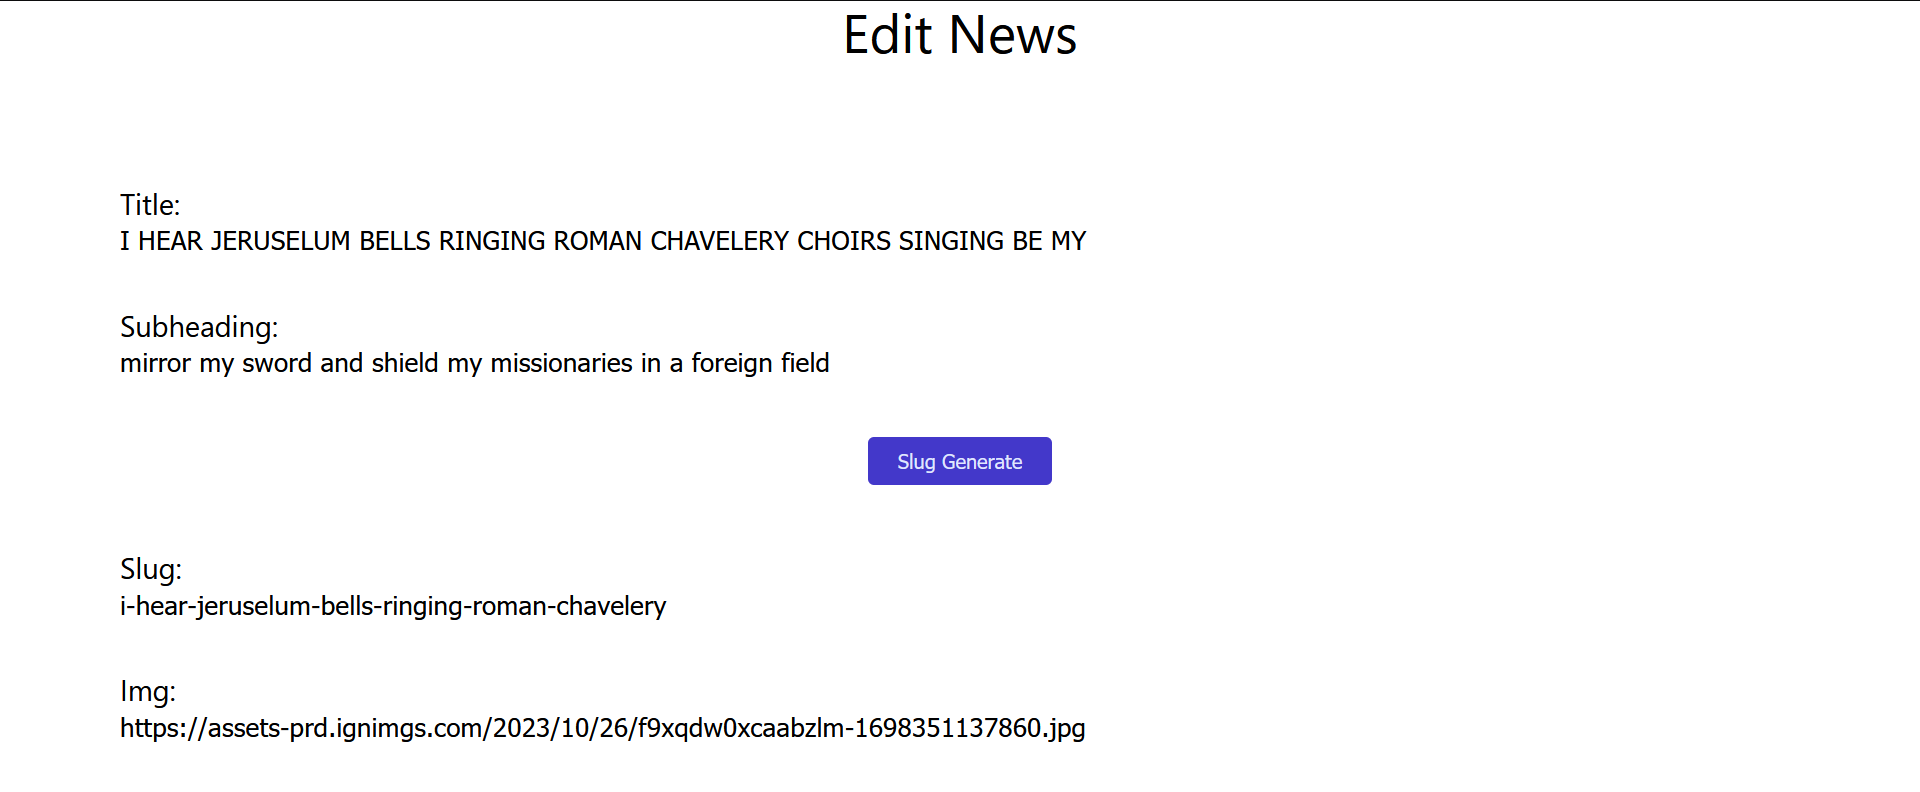 Edit News
Title:
I HEAR JERUSELUM BELLS RINGING ROMAN CHAVELERY CHOIRS SINGING BE MY
Subheading:
mirror my sword and shield my missionaries in a foreign field
Slug Generate
Slug:
i-hear-jeruselum-bells-ringing-roman-chavelery
Img:
https://assets-prd.ignimgs.com/2023/10/26/f9xqdw0xcaabzlm-1698351137860.jpg